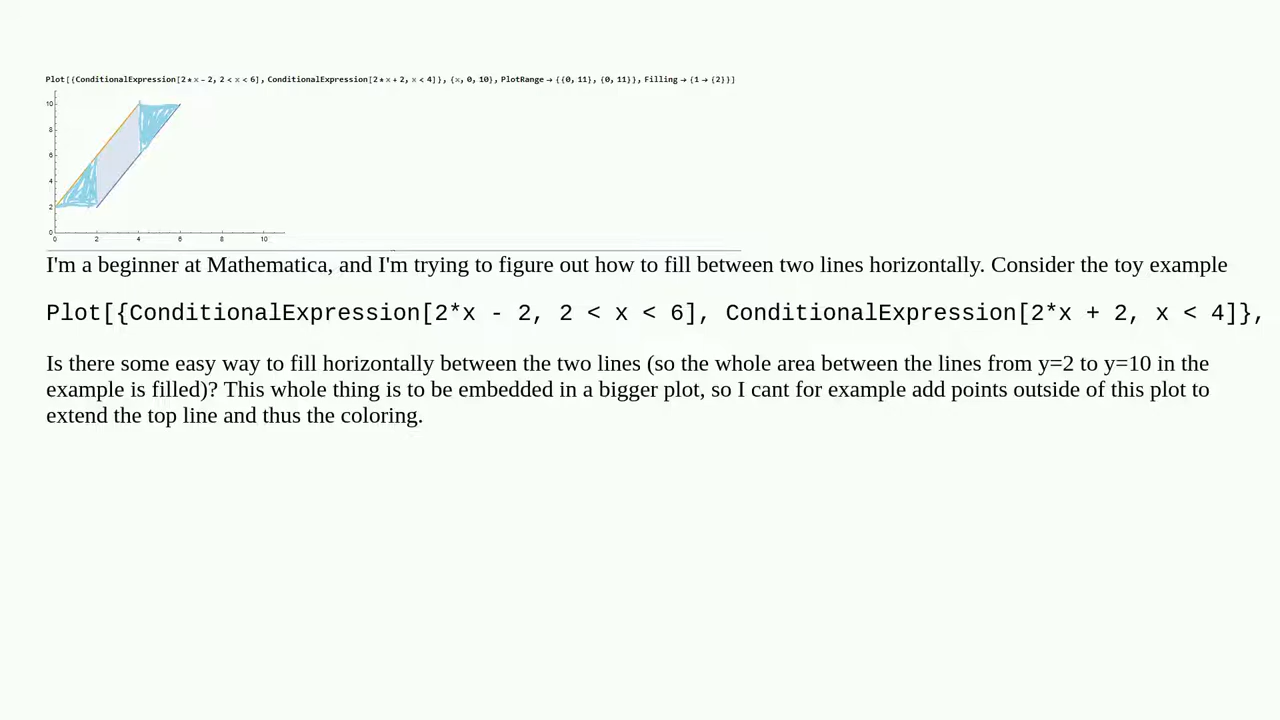 Plot[{ConditionalExpression[2*x - 2, 2 < x < 6], ConditionalExpression[2*x + 2, x < 4]}, {x, 0, 10}, PlotRange → {{0, 11}, {0, 11}}, Filling → {1 → {2}}]
10
8
6
4
2
0
0 2 4 6 8 10
I'm a beginner at Mathematica, and I'm trying to figure out how to fill between two lines horizontally. Consider the toy example
Plot[{ConditionalExpression[2*x - 2, 2 < x < 6], ConditionalExpression[2*x + 2, x < 4]},
Is there some easy way to fill horizontally between the two lines (so the whole area between the lines from y=2 to y=10 in the
example is filled)? This whole thing is to be embedded in a bigger plot, so I cant for example add points outside of this plot to
extend the top line and thus the coloring.